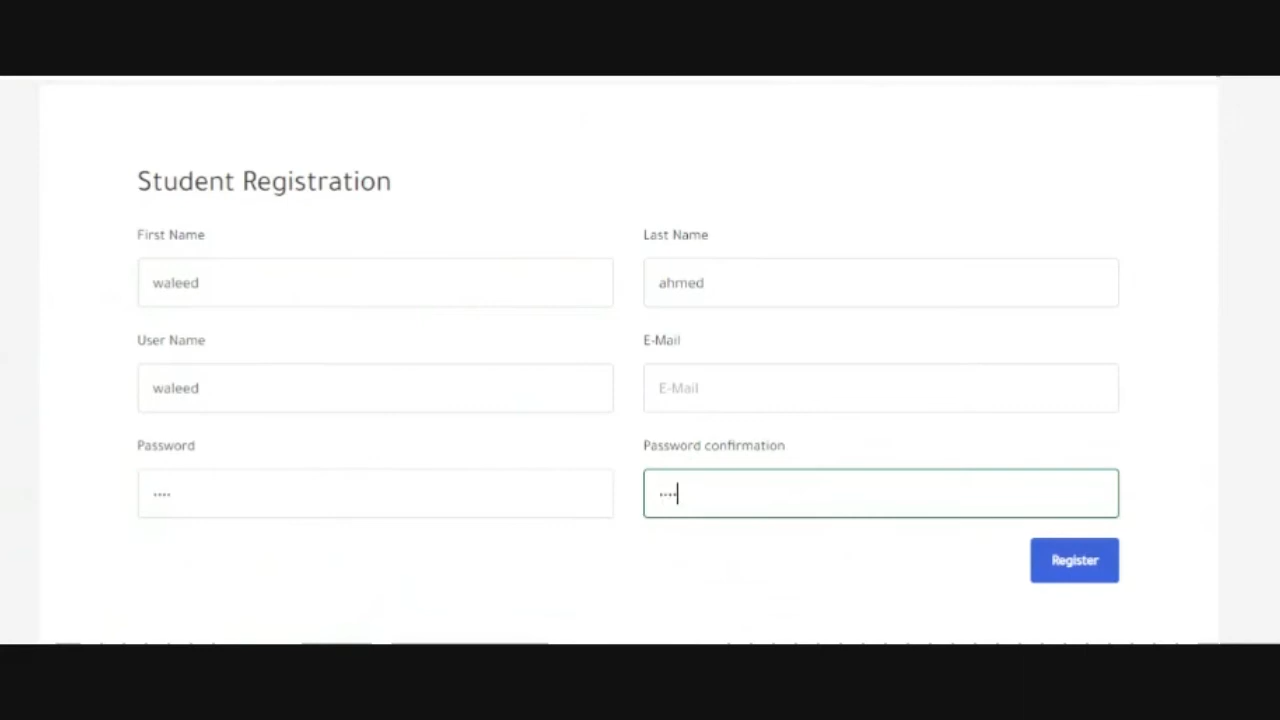 Student Registration
First Name
Last Name
waleed
ahmed
User Name
E-Mail
waleed
E-Mail
Password
Password confirmation
••••
••••
Register